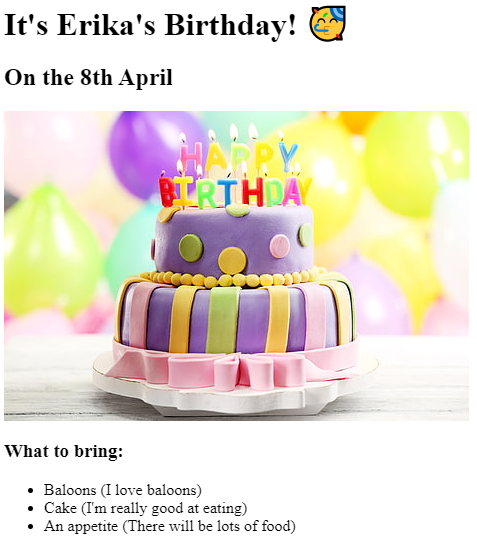 It's Erika's Birthday! 🥳
On the 8th April
HAPPY
BIRTHDAY
What to bring:
Baloons (I love baloons)
Cake (I'm really good at eating)
An appetite (There will be lots of food)